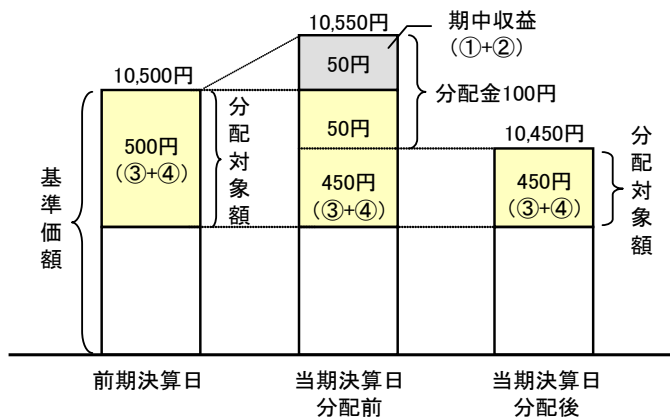 10,550円
期中収益
(①+②)
10,500円
50円
分配金100円
500円
(③+④)
分配対象額
50円
10,450円
基準価額
450円
(③+④)
450円
(③+④)
分配対象額
前期決算日
当期決算日
分配前
当期決算日
分配後